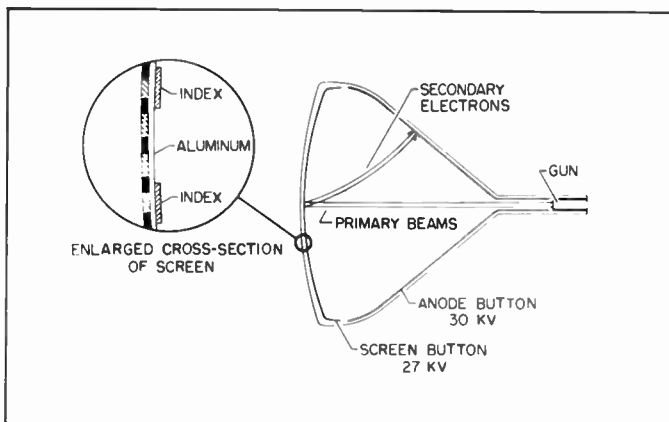 INDEX
ALUMINUM
INDEX
ENLARGED CROSS-SECTION
OF SCREEN
SECONDARY
ELECTRONS
GUN
PRIMARY BEAMS
ANODE BUTTON
30 KV
SCREEN BUTTON
27 KV